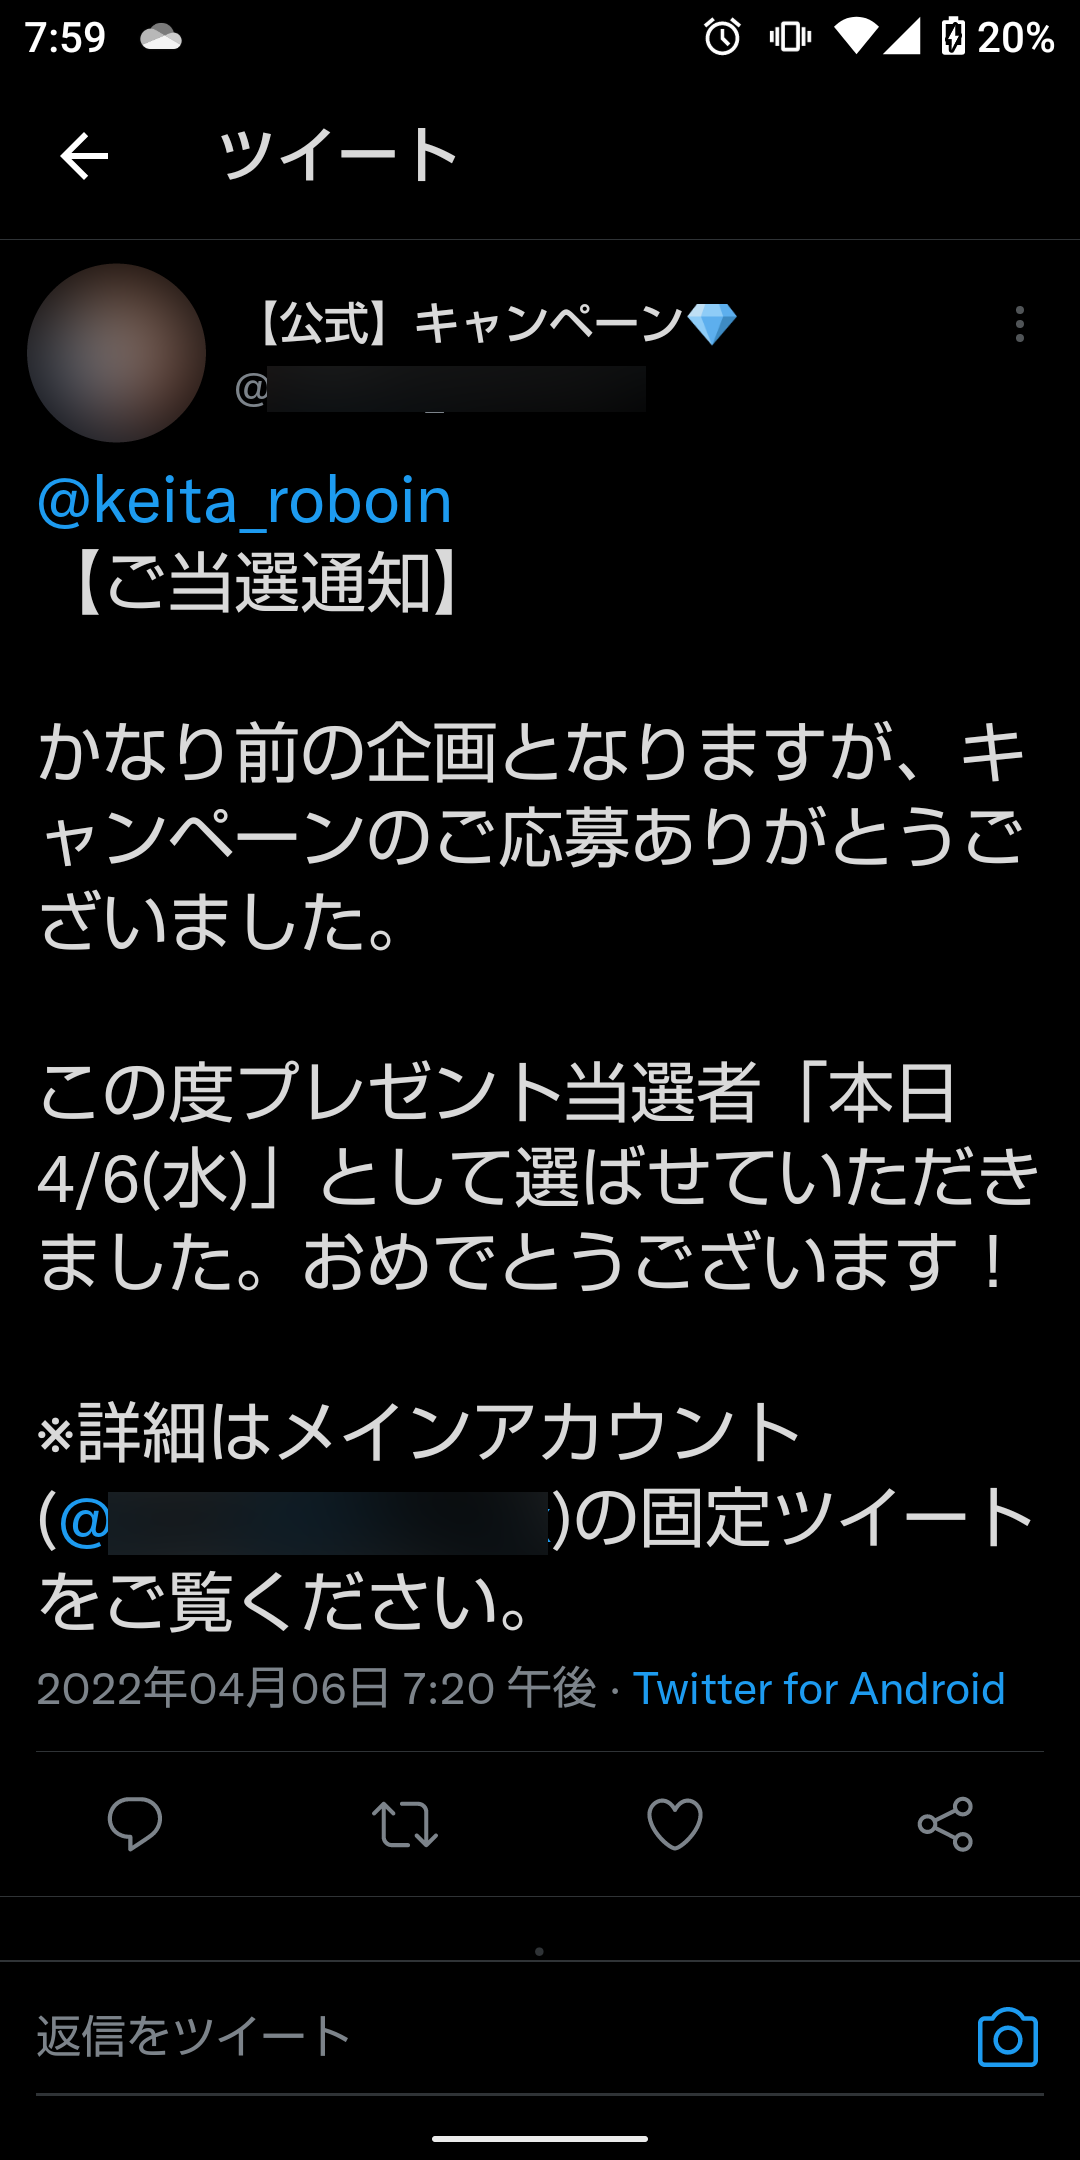 7:59
20%
ツイート
【公式】キャンペーン💎
@
@keita_roboin
【ご当選通知】
かなり前の企画となりますが、キ
ャンペーンのご応募ありがとうご
ざいました。
この度プレゼント当選者「本日
4/6(水)」として選ばせていただき
ました。おめでとうございます！
※詳細はメインアカウント
(@ )の固定ツイート
をご覧ください。
2022年04月06日 7:20 午後 · Twitter for Android
返信をツイート